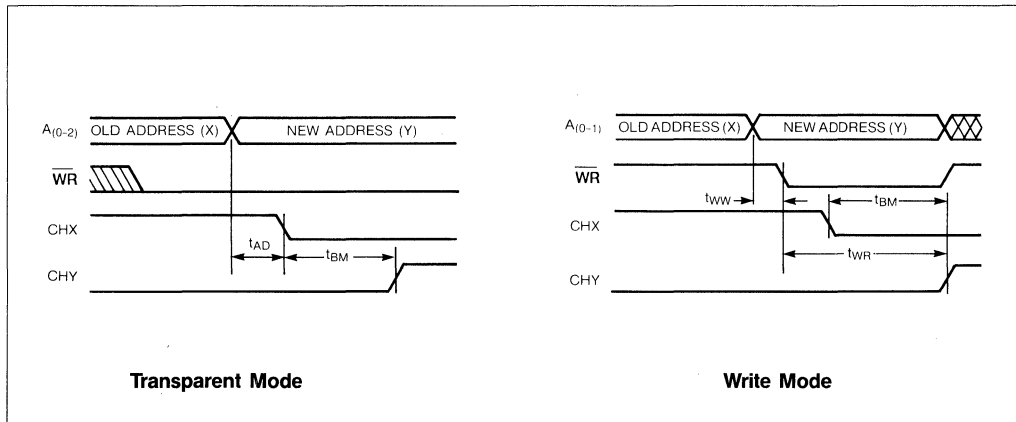 A(0-2) OLD ADDRESS (X) NEW ADDRESS (Y)
WR
CHX
tAD
tBM
CHY
Transparent Mode
A(0-1) OLD ADDRESS (X) NEW ADDRESS (Y)
WR
tWW
tBM
CHX
tWR
CHY
Write Mode